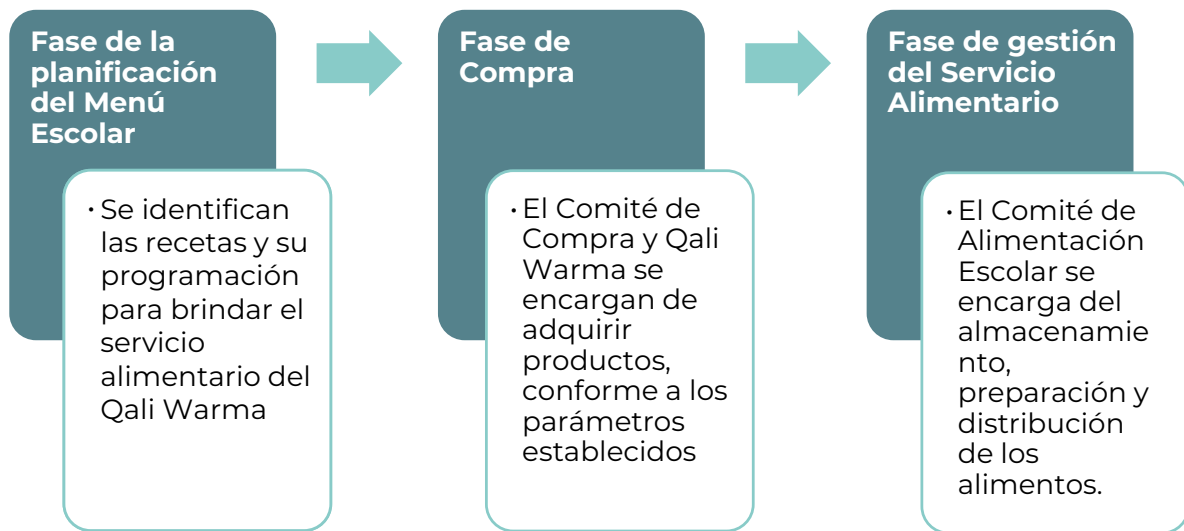 Fase de la
planificación
del Menú
Escolar
· Se identifican
las recetas y su
programación
para brindar el
servicio
alimentario del
Qali Warma
Fase de
Compra
· El Comité de
Compra y Qali
Warma se
encargan de
adquirir
productos,
conforme a los
parámetros
establecidos
Fase de gestión
del Servicio
Alimentario
· El Comité de
Alimentación
Escolar se
encarga del
almacenamie
nto,
preparación y
distribución
de los
alimentos.